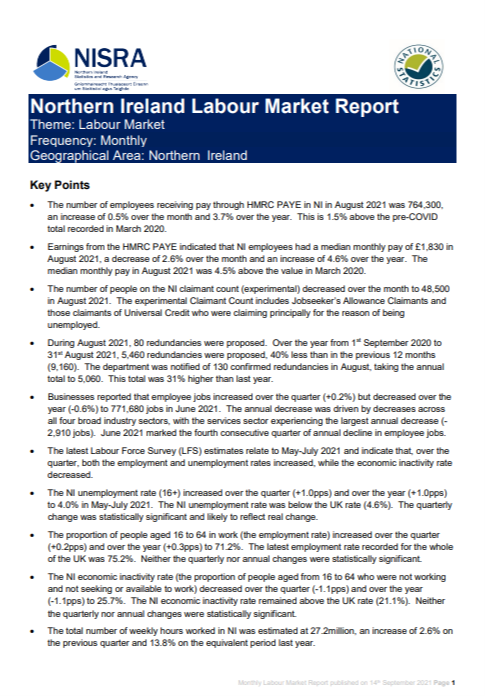 NISRA
Northern Ireland
Statistics and Research Agency
NATIONAL STATISTICS
Northern Ireland Labour Market Report
Theme: Labour Market
Frequency: Monthly
Geographical Area: Northern Ireland
Key Points
• The number of employees receiving pay through HMRC PAYE in NI in August 2021 was 764,300,
an increase of 0.5% over the month and 3.7% over the year. This is 1.5% above the pre-COVID
total recorded in March 2020.
• Earnings from the HMRC PAYE indicated that NI employees had a median monthly pay of £1,830 in
August 2021, a decrease of 2.6% over the month and an increase of 4.6% over the year. The
median monthly pay in August 2021 was 4.5% above the value in March 2020.
• The number of people on the NI claimant count (experimental) decreased over the month to 48,500
in August 2021. The experimental Claimant Count includes Jobseeker's Allowance Claimants and
those claimants of Universal Credit who were claiming principally for the reason of being
unemployed.
• During August 2021, 80 redundancies were proposed. Over the year from 1st September 2020 to
31st August 2021, 5,460 redundancies were proposed, 40% less than in the previous 12 months
(9,160). The department was notified of 130 confirmed redundancies in August, taking the annual
total to 5,060. This total was 31% higher than last year.
• Businesses reported that employee jobs increased over the quarter (+0.2%) but decreased over the
year (-0.6%) to 771,680 jobs in June 2021. The annual decrease was driven by decreases across
all four broad industry sectors, with the services sector experiencing the largest annual decrease (-
2,910 jobs). June 2021 marked the fourth consecutive quarter of annual decline in employee jobs.
• The latest Labour Force Survey (LFS) estimates relate to May-July 2021 and indicate that, over the
quarter, both the employment and unemployment rates increased, while the economic inactivity rate
decreased.
• The NI unemployment rate (16+) increased over the quarter (+1.0pps) and over the year (+1.0pps)
to 4.0% in May-July 2021. The NI unemployment rate was below the UK rate (4.6%). The quarterly
change was statistically significant and likely to reflect real change.
• The proportion of people aged 16 to 64 in work (the employment rate) increased over the quarter
(+0.2pps) and over the year (+0.3pps) to 71.2%. The latest employment rate recorded for the whole
of the UK was 75.2%. Neither the quarterly nor annual changes were statistically significant.
• The NI economic inactivity rate (the proportion of people aged from 16 to 64 who were not working
and not seeking or available to work) decreased over the quarter (-1.1pps) and over the year
(-1.1pps) to 25.7%. The NI economic inactivity rate remained above the UK rate (21.1%). Neither
the quarterly nor annual changes were statistically significant.
• The total number of weekly hours worked in NI was estimated at 27.2million, an increase of 2.6% on
the previous quarter and 13.8% on the equivalent period last year.
Monthly Labour Market Report published on 14th September 2021 Page 1